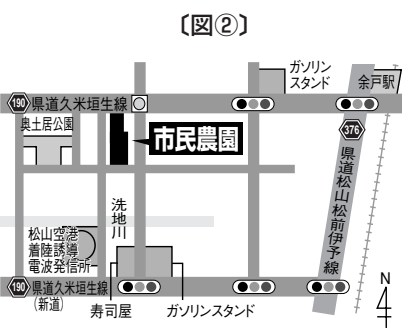 〔図②〕
ガソリン
スタンド
余戸駅
190 県道久米垣生線
376
奥土居公園
市民農園
県道松山松前伊予線
洗地川
松山空港
着陸誘導
電波発信所
190 県道久米垣生線
(新道)
寿司屋
ガソリンスタンド
N
4